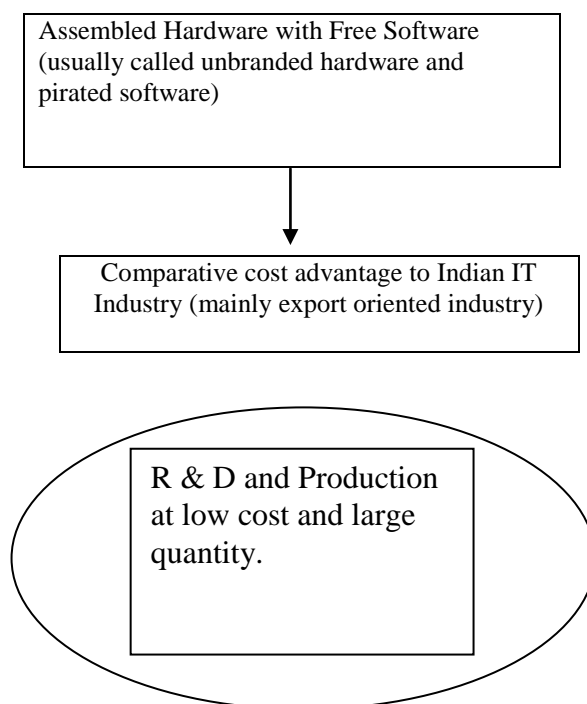 Assembled Hardware with Free Software
(usually called unbranded hardware and
pirated software)
Comparative cost advantage to Indian IT
Industry (mainly export oriented industry)
R & D and Production
at low cost and large
quantity.